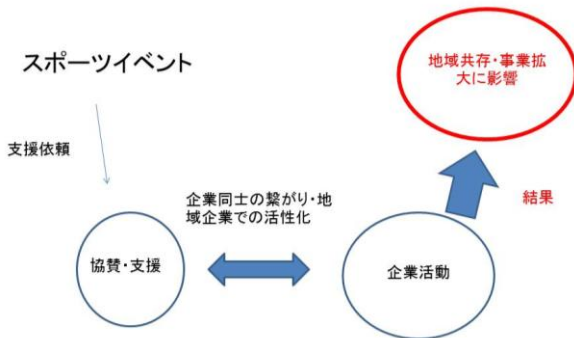 スポーツイベント
地域共存・事業拡
大に影響
支援依頼
企業同士の繋がり・地
域企業での活性化
結果
協賛・支援
企業活動